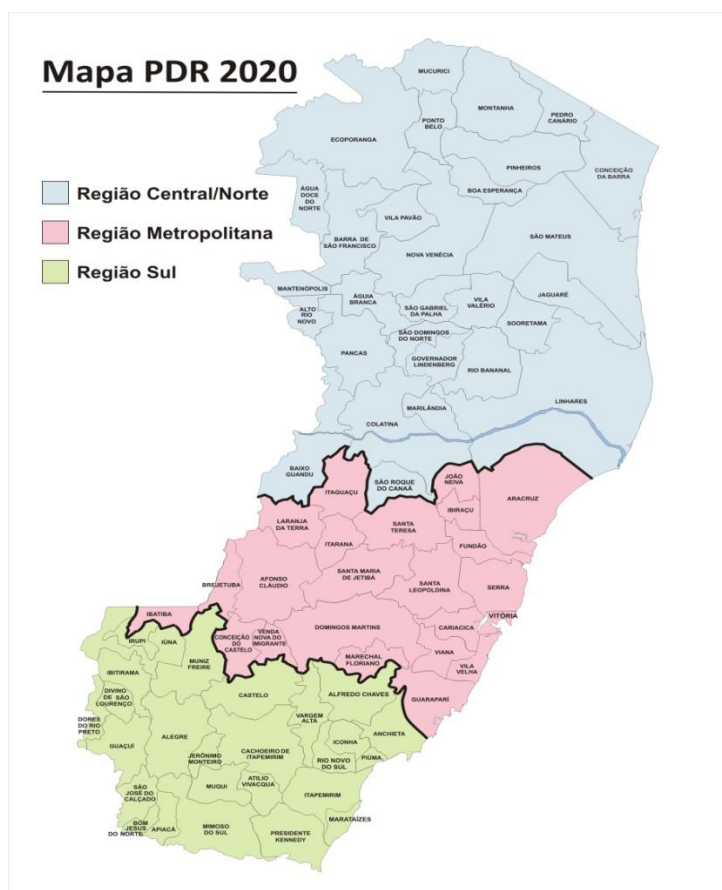 Mapa PDR 2020
Região Central/Norte
Região Metropolitana
Região Sul
MUCURICI
MONTANHA
PEDRO
CANÁRIO
PONTO
BELO
ECOPORANGA
PINHEIROS
CONCEIÇÃO
DA BARRA
ÁGUA
DOCE
DO
NORTE
BOA ESPERANÇA
VILA PAVÃO
BARRA DE
SÃO FRANCISCO
SÃO MATEUS
NOVA VENÉCIA
MANTENÓPOLIS
ÁGUIA
BRANCA
ALTO
RIO
NOVO
SÃO GABRIEL
DA PALHA
VILA
VALÉRIO
JAGUARÉ
SOORETAMA
SÃO DOMINGOS
DO NORTE
PANCAS
GOVERNADOR
LINDENBERG
RIO BANANAL
MARILÂNDIA
LINHARES
COLATINA
BAIXO
GUANDU
ITAGUAÇU
SÃO ROQUE
DO CANAÃ
JOÃO
NEIVA
ARACRUZ
IBIRAÇU
LARANJA
DA TERRA
SANTA
TERESA
ITARANA
FUNDÃO
BREJETUBA
AFONSO
CLÁUDIO
SANTA MARIA
DE JETIBÁ
SANTA
LEOPOLDINA
SERRA
IBATIBA
VITÓRIA
CONCEIÇÃO
DO
CASTELO
VENDA
NOVA DO
IMIGRANTE
DOMINGOS MARTINS
CARIACICA
IRUPI
IÚNA
VIANA
MUNIZ
FREIRE
MARECHAL
FLORIANO
VILA
VELHA
IBITIRAMA
GUARAPARÍ
DIVINO
DE SÃO
LOURENÇO
CASTELO
ALFREDO CHAVES
DORES
DO RIO
PRETO
VARGEM
ALTA
ANCHIETA
GUAÇUÍ
ALEGRE
ICONHA
JERÔNIMO
MONTEIRO
CACHOEIRO DE
ITAPEMIRIM
RIO NOVO
DO SUL
PIÚMA
SÃO
JOSÉ DO
CALÇADO
MUQUI
ATILIO
VIVACQUA
ITAPEMIRIM
BOM
JESUS
DO NORTE
APIACÁ
MIMOSO
DO SUL
PRESIDENTE
KENNEDY
MARATAÍZES